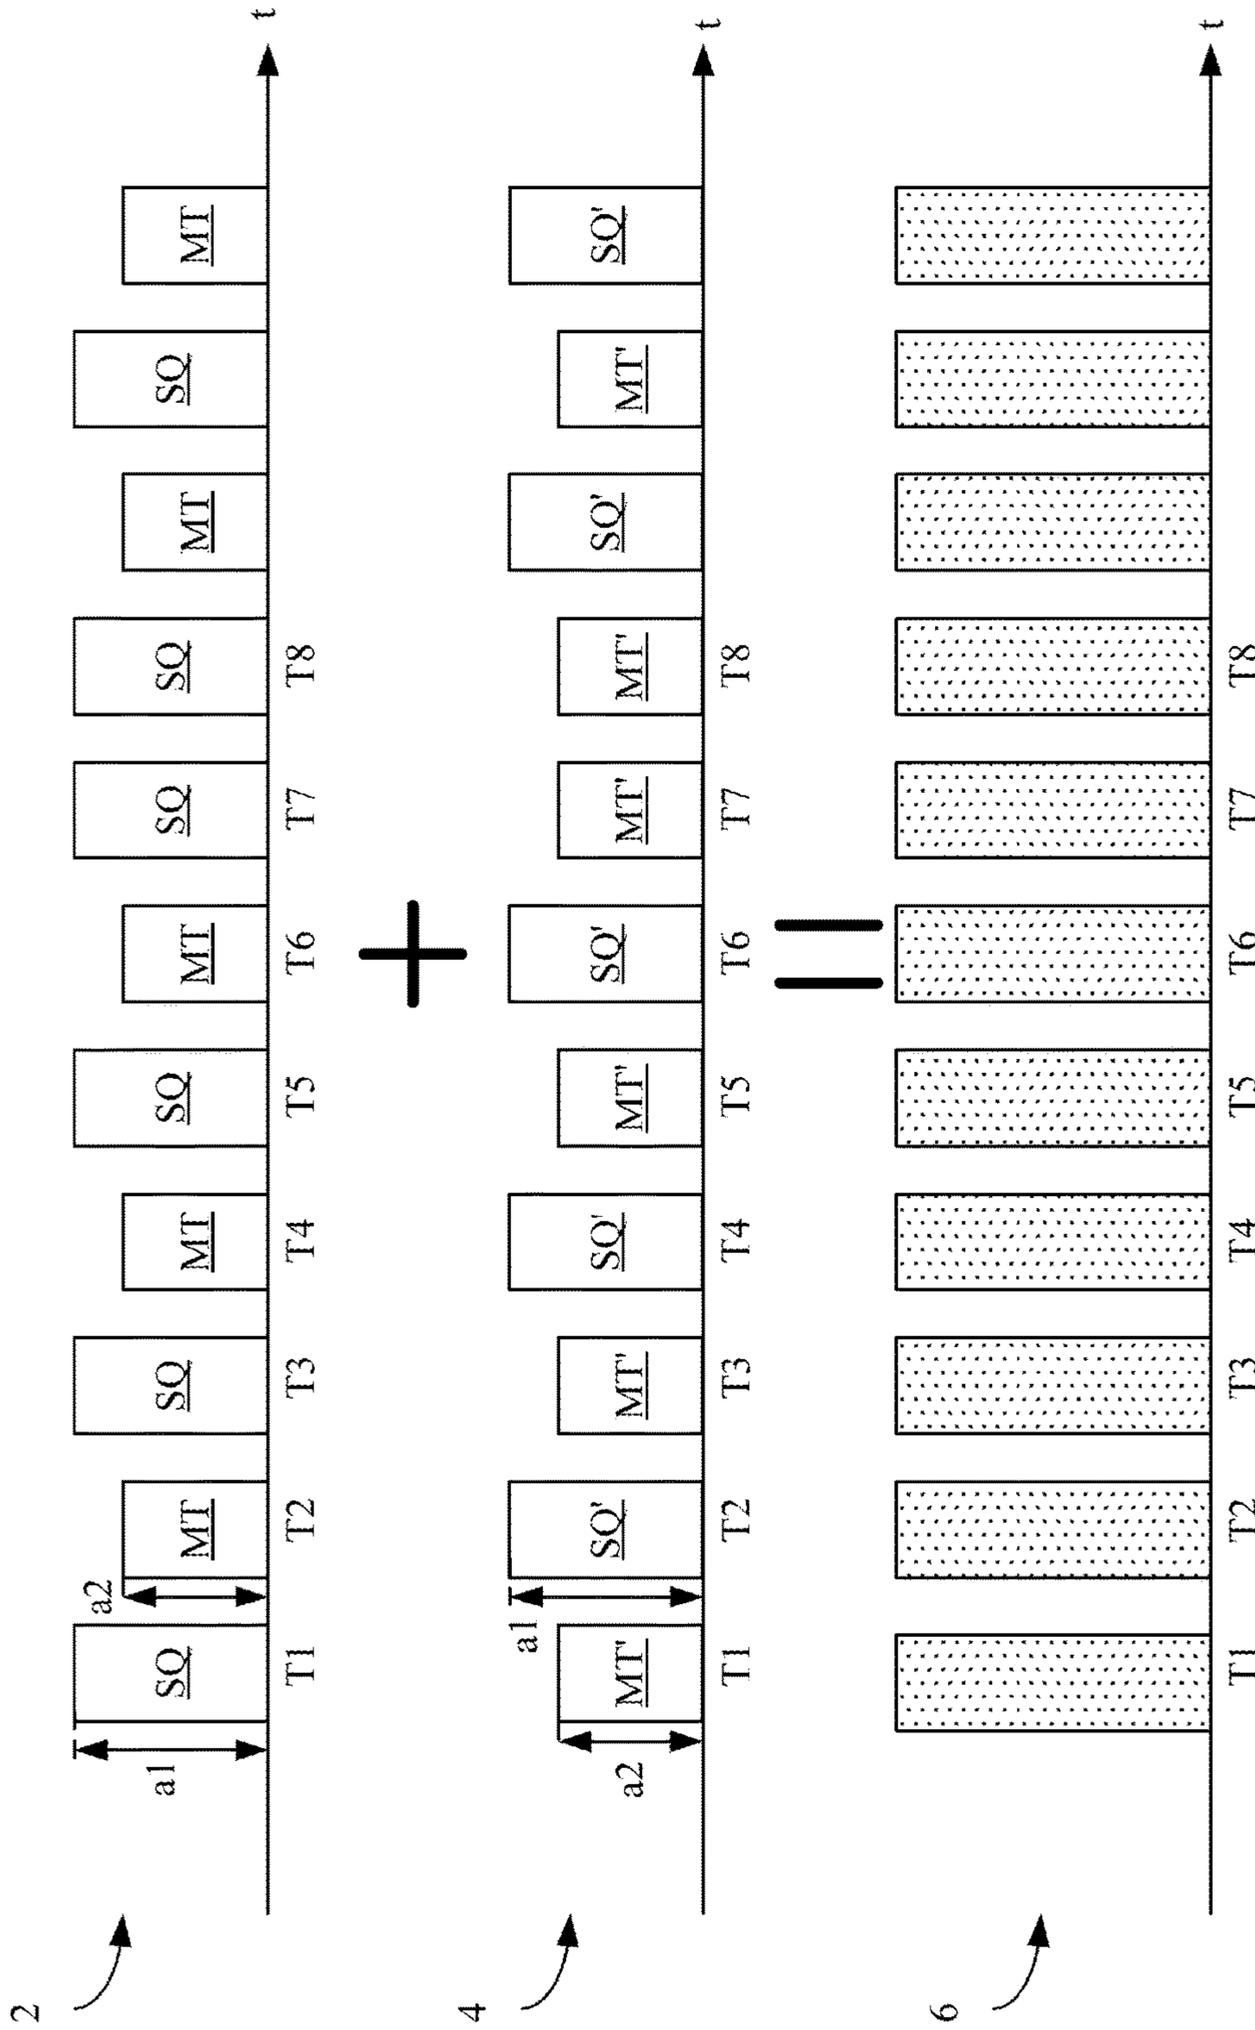 2
a2
a1
SQ MT SQ MT SQ MT SQ SQ MT SQ MT
t
T1 T2 T3 T4 T5 T6 T7 T8
+
4
a1
a2
MT' SQ' MT' SQ' MT' SQ' MT' MT' SQ' MT' SQ'
t
T1 T2 T3 T4 T5 T6 T7 T8
=
6
t
T1 T2 T3 T4 T5 T6 T7 T8